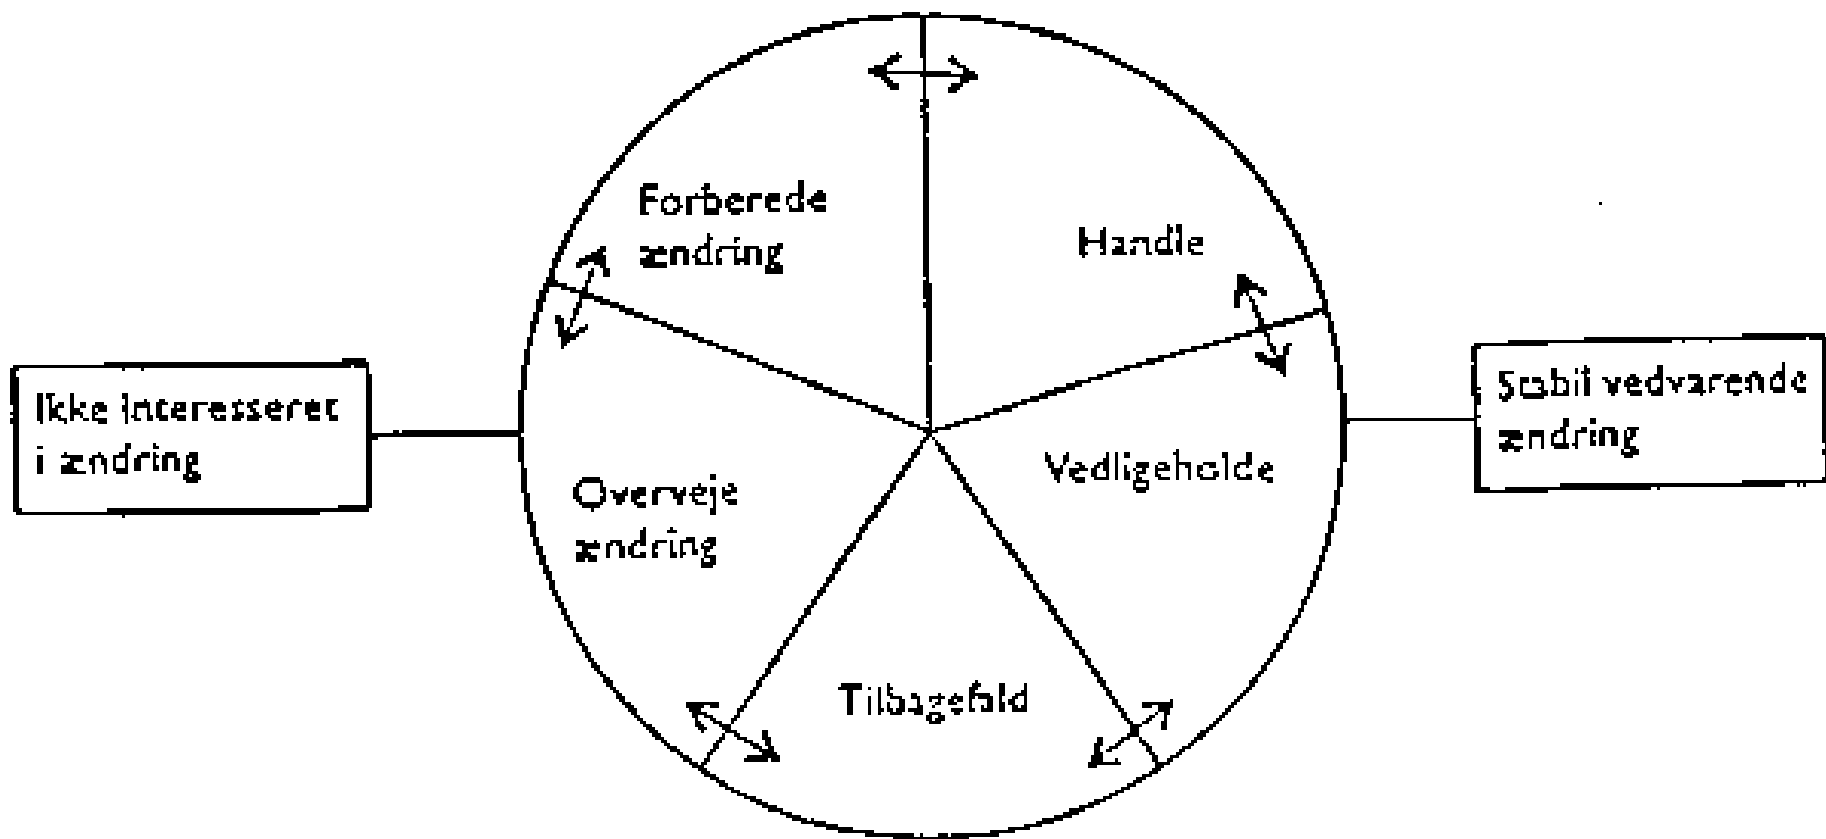 Forberede
ændring
Handle
Ikke interesseret
i ændring
Stabil vedvarende
ændring
Overveje
ændring
Vedligeholde
Tilbagefald